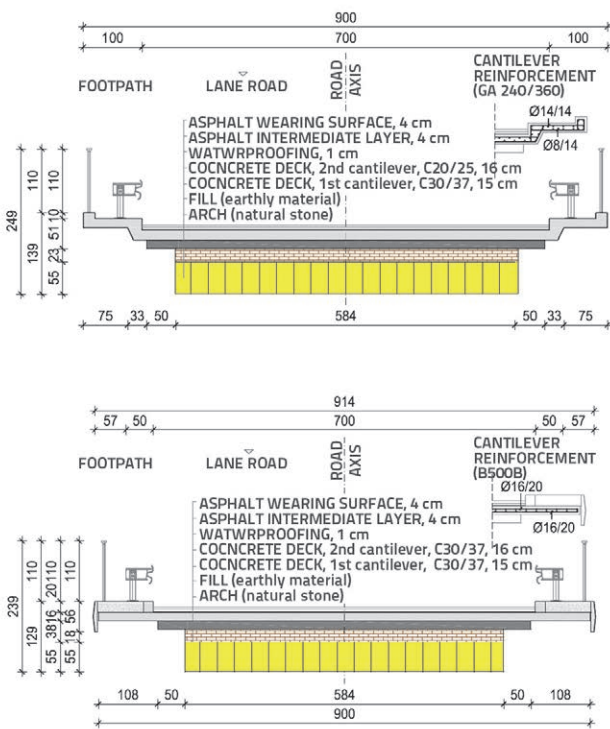 900
100 700 100
FOOTPATH LANE ROAD ROAD AXIS CANTILEVER
REINFORCEMENT
(GA 240/360)
Ø14/14
Ø8/14
ASPHALT WEARING SURFACE, 4 cm
ASPHALT INTERMEDIATE LAYER, 4 cm
WATWRPROOFING, 1 cm
COCNCRETE DECK, 2nd cantilever, C20/25, 16 cm
COCNCRETE DECK, 1st cantilever, C30/37, 15 cm
FILL (earthly material)
ARCH (natural stone)
249
110 139
110 10 51 23 55
75 33 50 584 50 33 75
914
57 50 700 50 57
FOOTPATH LANE ROAD ROAD AXIS CANTILEVER
REINFORCEMENT
(B500B)
Ø16/20
Ø16/20
ASPHALT WEARING SURFACE, 4 cm
ASPHALT INTERMEDIATE LAYER, 4 cm
WATWRPROOFING, 1 cm
COCNCRETE DECK, 2nd cantilever, C30/37, 16 cm
COCNCRETE DECK, 1st cantilever, C30/37, 15 cm
FILL (earthly material)
ARCH (natural stone)
239
110 129
110 20 16 38 55
110 56 18 55
108 50 584 50 108
900